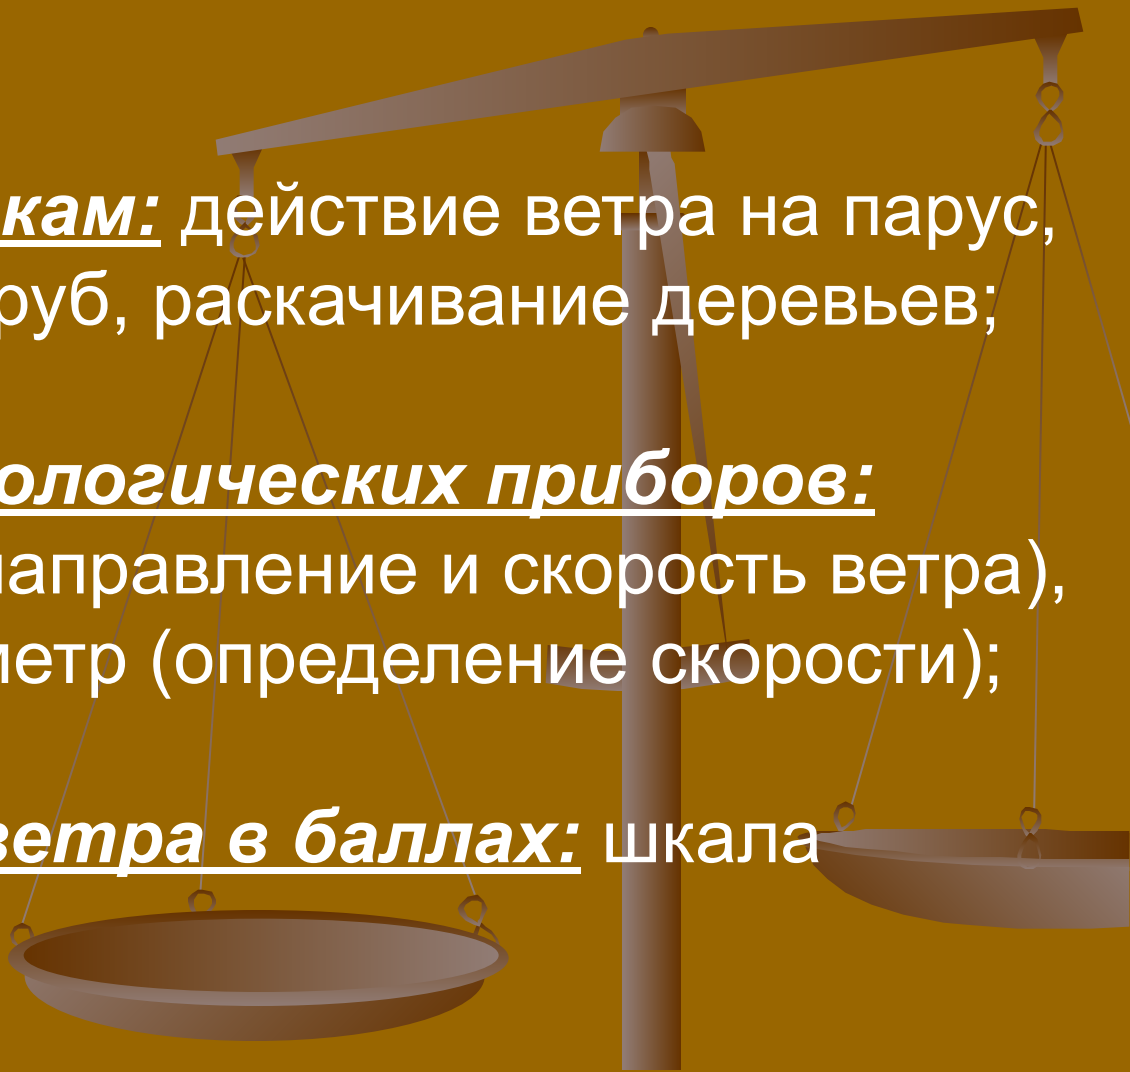 кам: действие ветра на парус,
руб, раскачивание деревьев;
ологических приборов:
направление и скорость ветра),
метр (определение скорости);
ветра в баллах: шкала